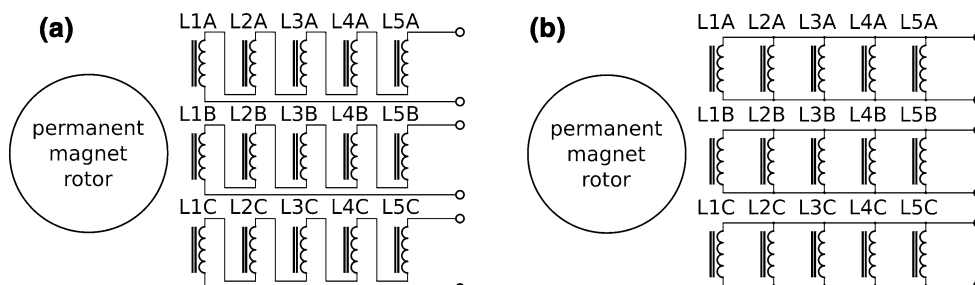 (a)
L1A L2A L3A L4A L5A
permanent
magnet
rotor
L1B L2B L3B L4B L5B
L1C L2C L3C L4C L5C
(b)
L1A L2A L3A L4A L5A
permanent
magnet
rotor
L1B L2B L3B L4B L5B
L1C L2C L3C L4C L5C